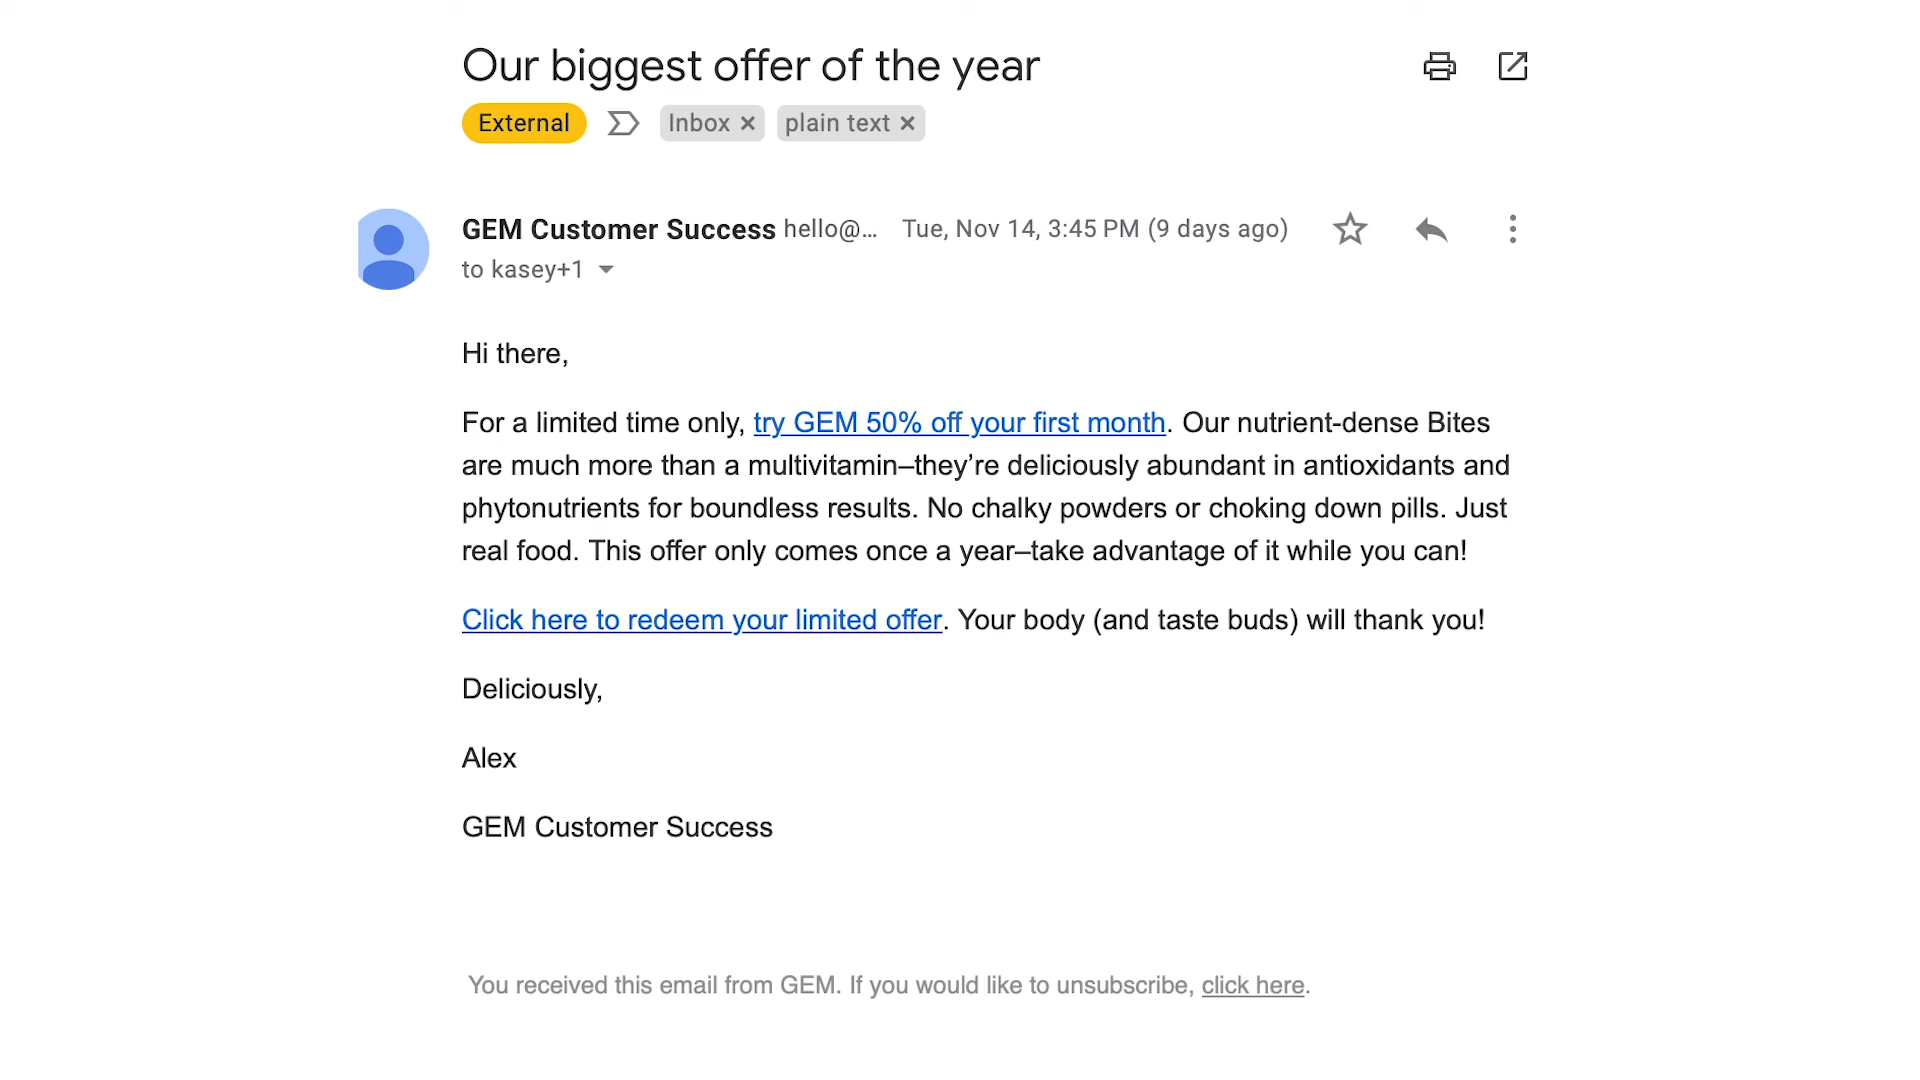 Our biggest offer of the year
External Inbox × plain text ×
GEM Customer Success hello@... Tue, Nov 14, 3:45 PM (9 days ago)
to kasey+1
Hi there,
For a limited time only, try GEM 50% off your first month. Our nutrient-dense Bites
are much more than a multivitamin–they’re deliciously abundant in antioxidants and
phytonutrients for boundless results. No chalky powders or choking down pills. Just
real food. This offer only comes once a year–take advantage of it while you can!
Click here to redeem your limited offer. Your body (and taste buds) will thank you!
Deliciously,
Alex
GEM Customer Success
You received this email from GEM. If you would like to unsubscribe, click here.